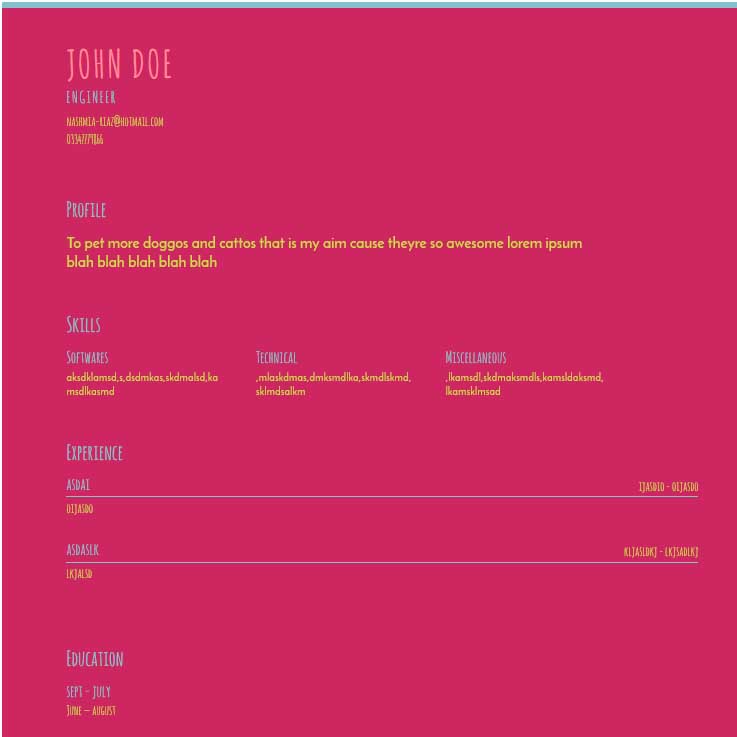 JOHN DOE
ENGINEER
NASHMIA-RIAZ@HOTMAIL.COM
PROFILE
To pet more doggos and cattos that is my aim cause theyre so awesome lorem ipsum
blah blah blah blah blah
SKILLS
SOFTWARES TECHNICAL MISCELLANEOUS
aksdklamsd,s,dsdmkas,skdmalsd,ka ,mlaskdmas,dmksmdlka,skmdlskmd, ,lkamsdl,skdmaksmdls,kamsldaksmd,
msdlkasmd sklmdsalkm lkamsklmsad
EXPERIENCE
ASDAI IJASDIO - OIJASDO
OIJASDO
ASDASLK KLJASLDKJ - LKJSADLKJ
LKJALSD
EDUCATION
SEPT - JULY
JUNE – AUGUST